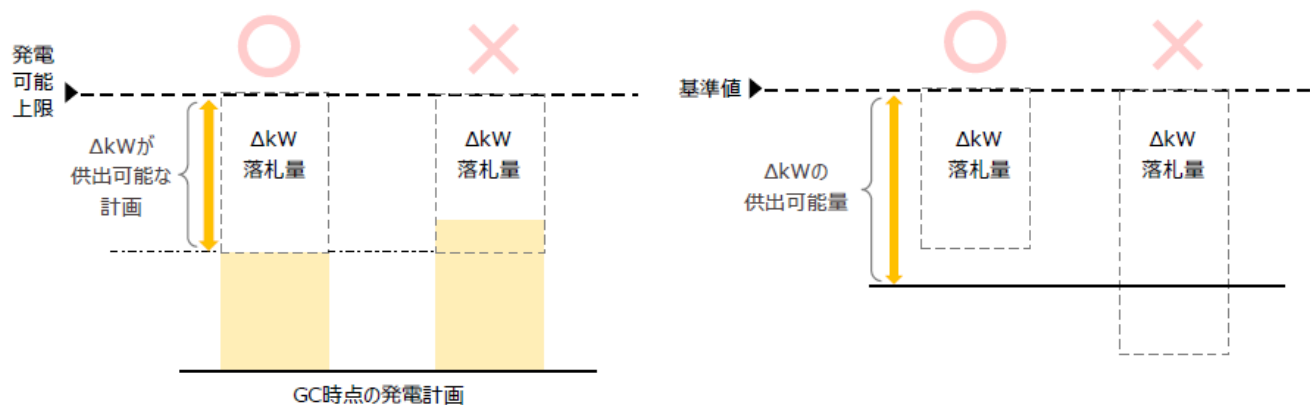 発電
可能
上限
ΔkWが
供出可能な
計画
ΔkW
落札量
ΔkW
落札量
GC時点の発電計画
基準値
ΔkWの
供出可能量
ΔkW
落札量
ΔkW
落札量